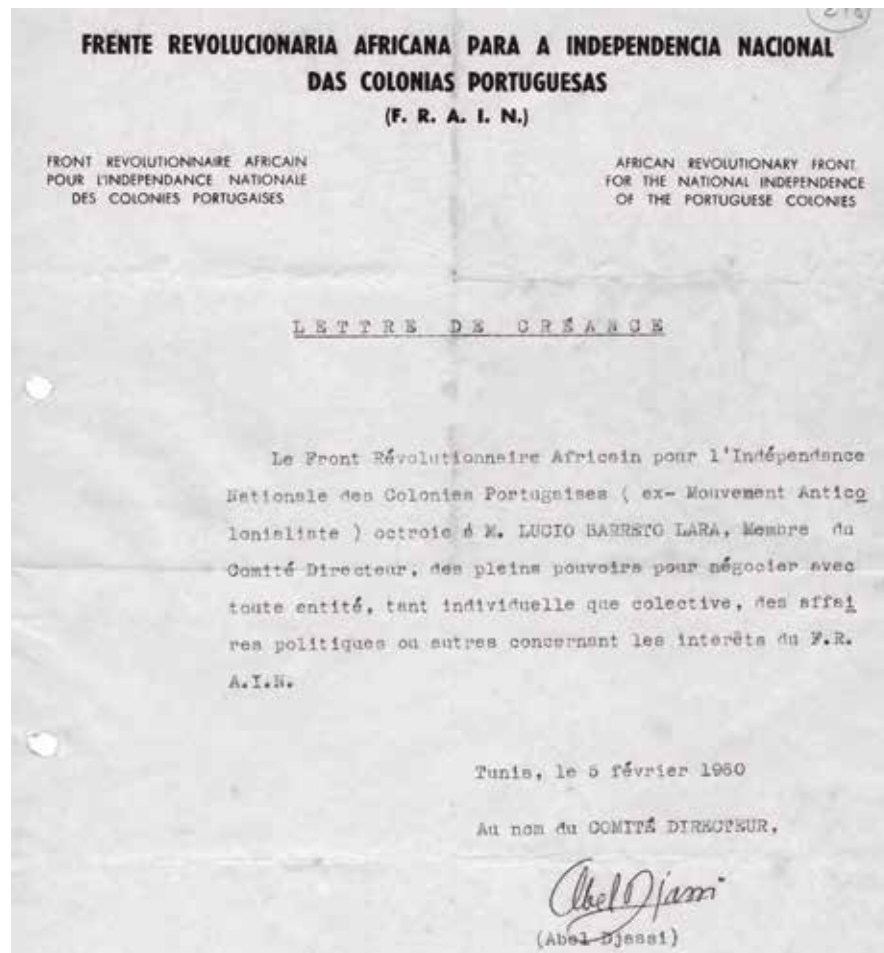 FRENTE REVOLUCIONARIA AFRICANA PARA A INDEPENDENCIA NACIONAL
DAS COLONIAS PORTUGUESAS
(F. R. A. I. N.)
FRONT REVOLUTIONNAIRE AFRICAIN
POUR L'INDEPENDANCE NATIONALE
DES COLONIES PORTUGAISES
AFRICAN REVOLUTIONARY FRONT
FOR THE NATIONAL INDEPENDENCE
OF THE PORTUGUESE COLONIES
LETTRE DE CRÉANCE
Le Front Révolutionnaire Africain pour l'Indépendance
Nationale des Colonies Portugaises ( ex- Mouvement Antico
lonialiste ) octroie á M. LUCIO BARRETO LARA, Membre du
Comité Directeur, des pleins pouvoirs pour négocier avec
toute entité, tant individuelle que colective, des affai
res politiques ou autres concernant les interêts du F.R.
A.I.N.
Tunis, le 5 février 1960
Au nom du COMITÉ DIRECTEUR,
Abel Djassi
(Abel Djassi)